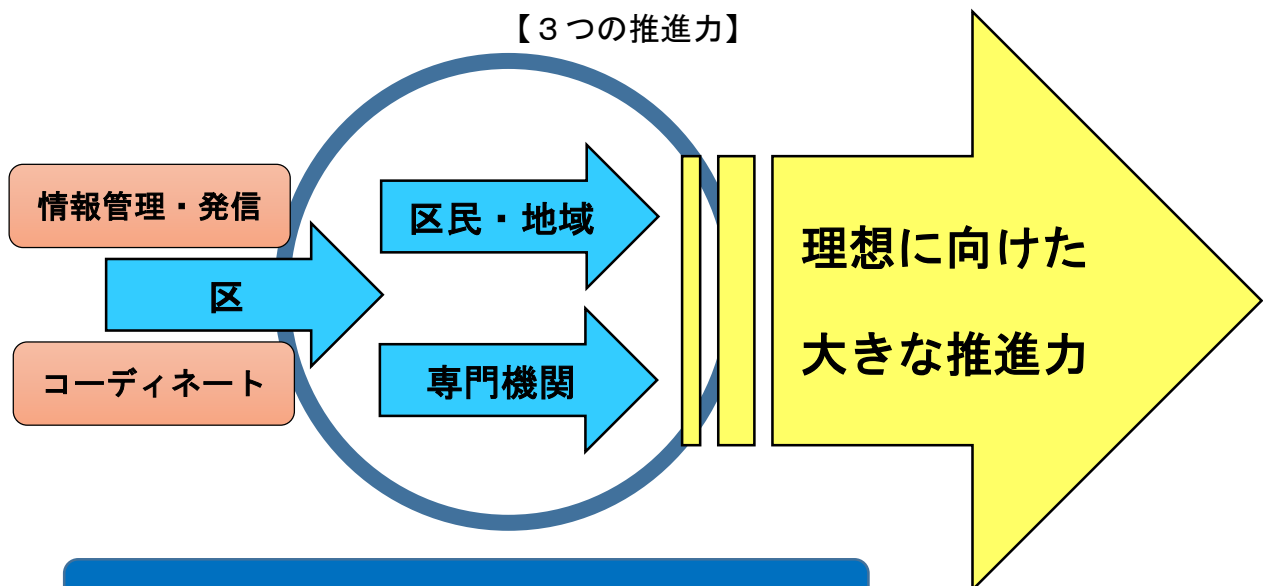 【３つの推進力】
情報管理・発信
区
コーディネート
区民・地域
専門機関
理想に向けた
大きな推進力